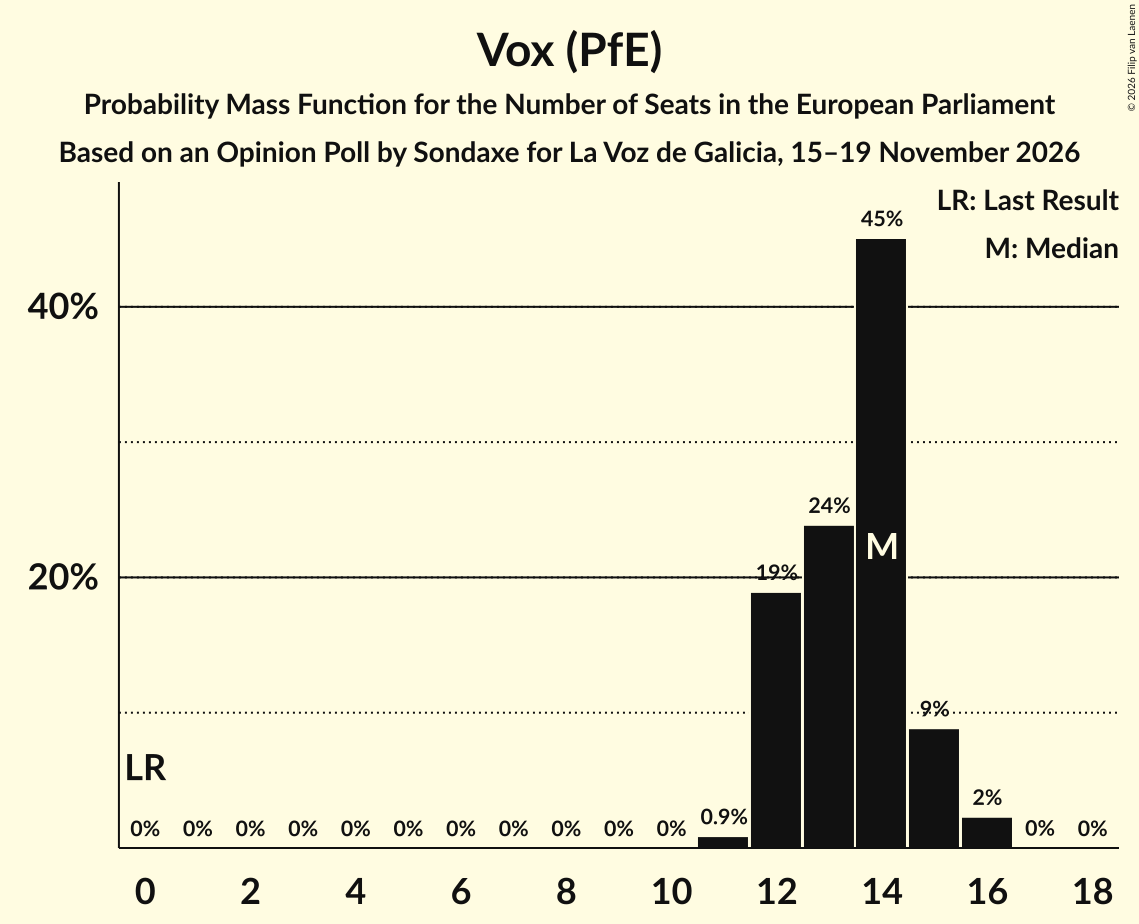 Vox (PfE)
Probability Mass Function for the Number of Seats in the European Parliament
Based on an Opinion Poll by Sondaxe for La Voz de Galicia, 15–19 November 2026
© 2026 Filip van Laenen
LR: Last Result
M: Median
45%
40%
24%
M
20%
19%
9%
LR
2%
0.9%
0% 0% 0% 0% 0% 0% 0% 0% 0% 0% 0% 0% 0%
0 2 4 6 8 10 12 14 16 18